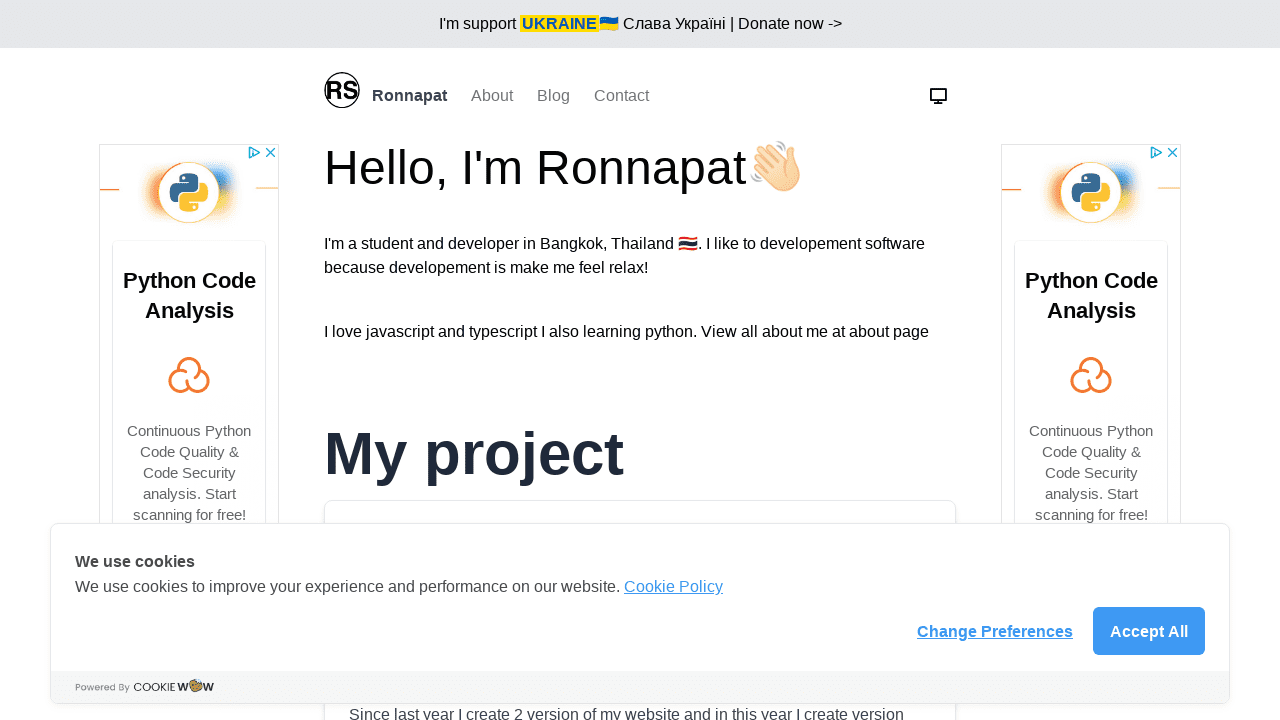 I'm support UKRAINE🇺🇦 Слава Україні | Donate now ->
RS Ronnapat About Blog Contact
Hello, I'm Ronnapat👋🏻
I'm a student and developer in Bangkok, Thailand 🇹🇭. I like to developement software
because developement is make me feel relax!
I love javascript and typescript I also learning python. View all about me at about page
My project
Python Code
Analysis
Continuous Python
Code Quality &
Code Security
analysis. Start
scanning for free!
Python Code
Analysis
Continuous Python
Code Quality &
Code Security
analysis. Start
scanning for free!
We use cookies
We use cookies to improve your experience and performance on our website. Cookie Policy
Change Preferences Accept All
Powered By COOKIE WOW
Since last year I create 2 version of my website and in this year I create version